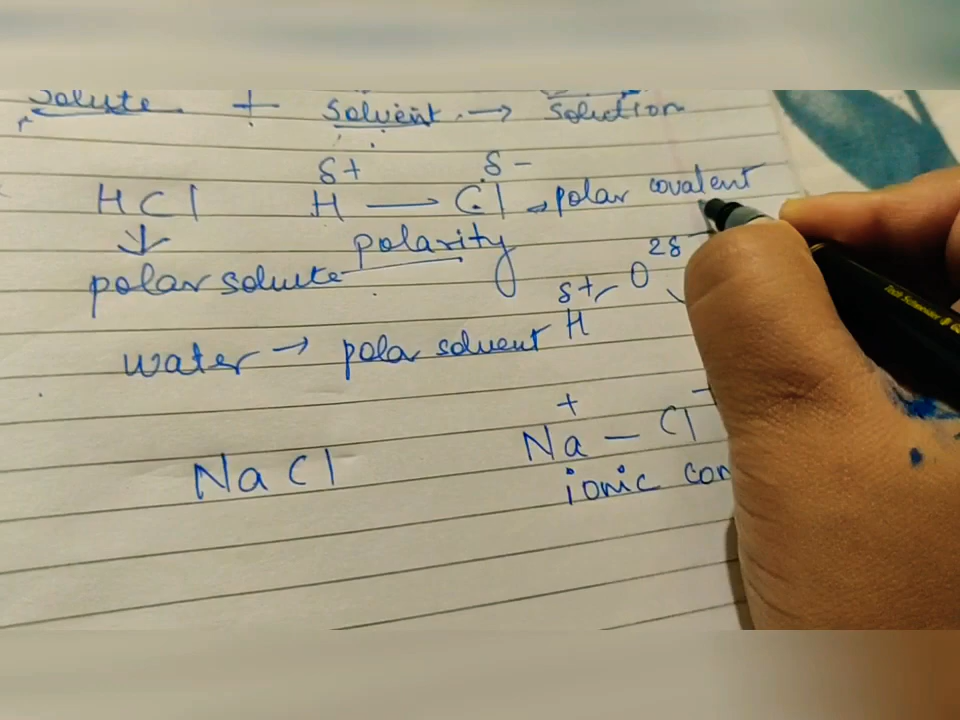 Solute + Solvent → Solution
δ+ δ-
HCl H → Cl → polar covalent
↓ polarity
polar solute
2δ-
δ+ O
H
water → polar solvent
+ -
NaCl Na – Cl
ionic